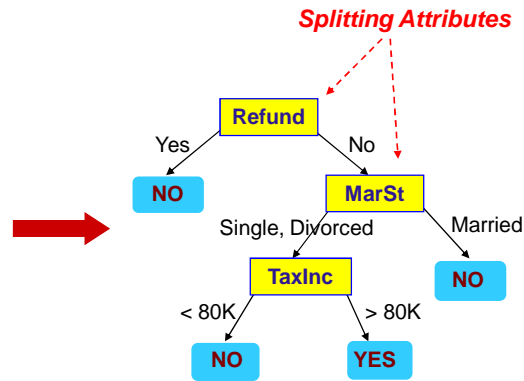 Splitting Attributes
Refund
Yes
No
NO
MarSt
Single, Divorced
Married
TaxInc
NO
< 80K
> 80K
NO
YES